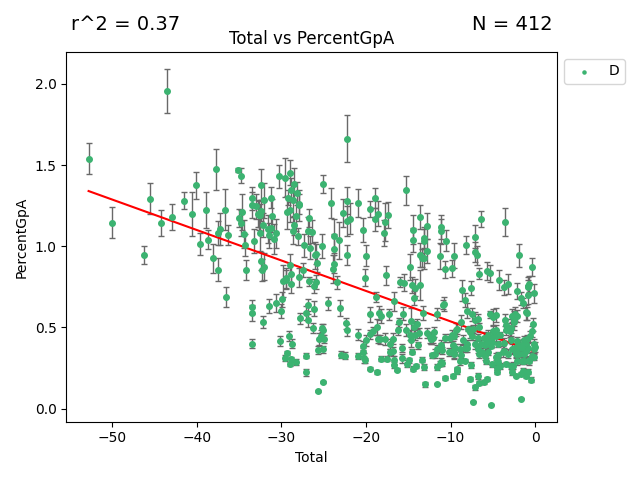 r^2 = 0.37
N = 412
Total vs PercentGpA
D
PercentGpA
2.0
1.5
1.0
0.5
0.0
−50
−40
−30
−20
−10
0
Total